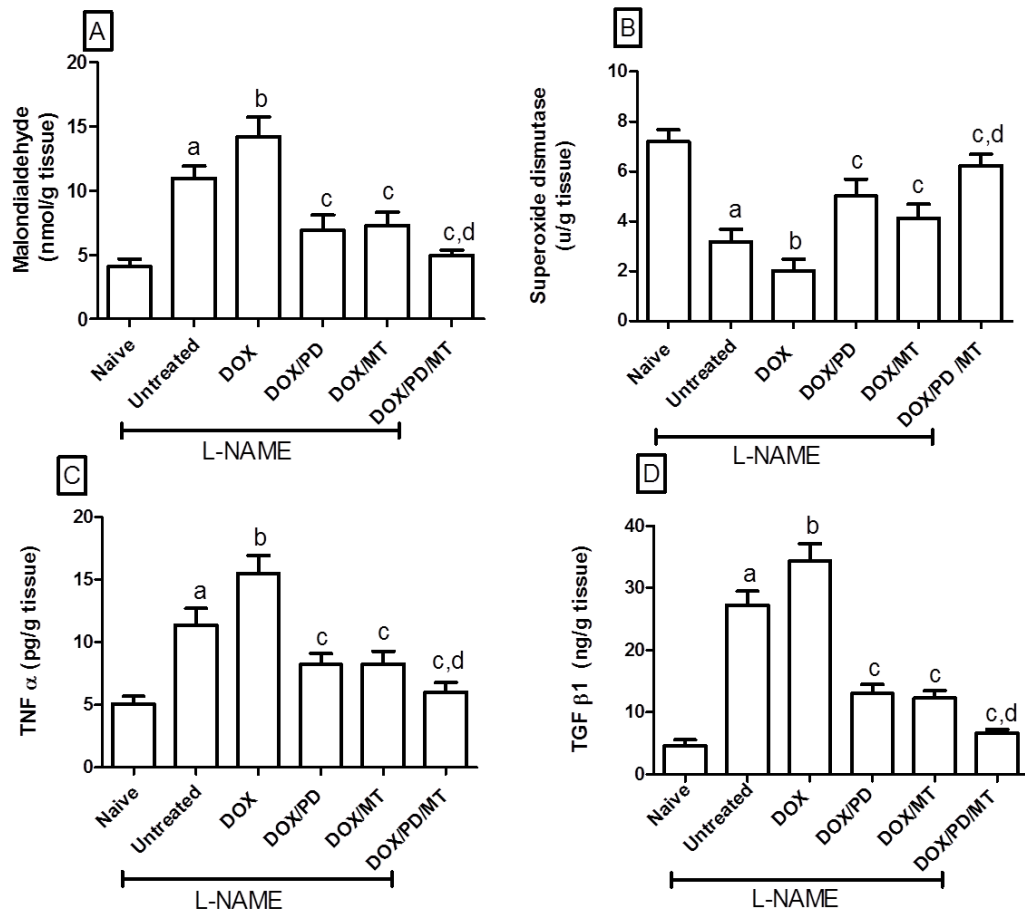 A
Malondialdehyde
(nmol/g tissue)
20
15
10
5
0
a
b
c
c
c,d
Naive
Untreated
DOX
DOX/PD
DOX/MT
DOX/PD/MT
L-NAME
B
Superoxide dismutase
(u/g tissue)
10
8
6
4
2
0
a
b
c
c
c,d
Naive
Untreated
DOX
DOX/PD
DOX/MT
DOX/PD /MT
L-NAME
C
TNF α (pg/g tissue)
20
15
10
5
0
a
b
c
c
c,d
Naive
Untreated
DOX
DOX/PD
DOX/MT
DOX/PD/MT
L-NAME
D
TGF β1 (ng/g tissue)
40
30
20
10
0
a
b
c
c
c,d
Naive
Untreated
DOX
DOX/PD
DOX/MT
DOX/PD/MT
L-NAME